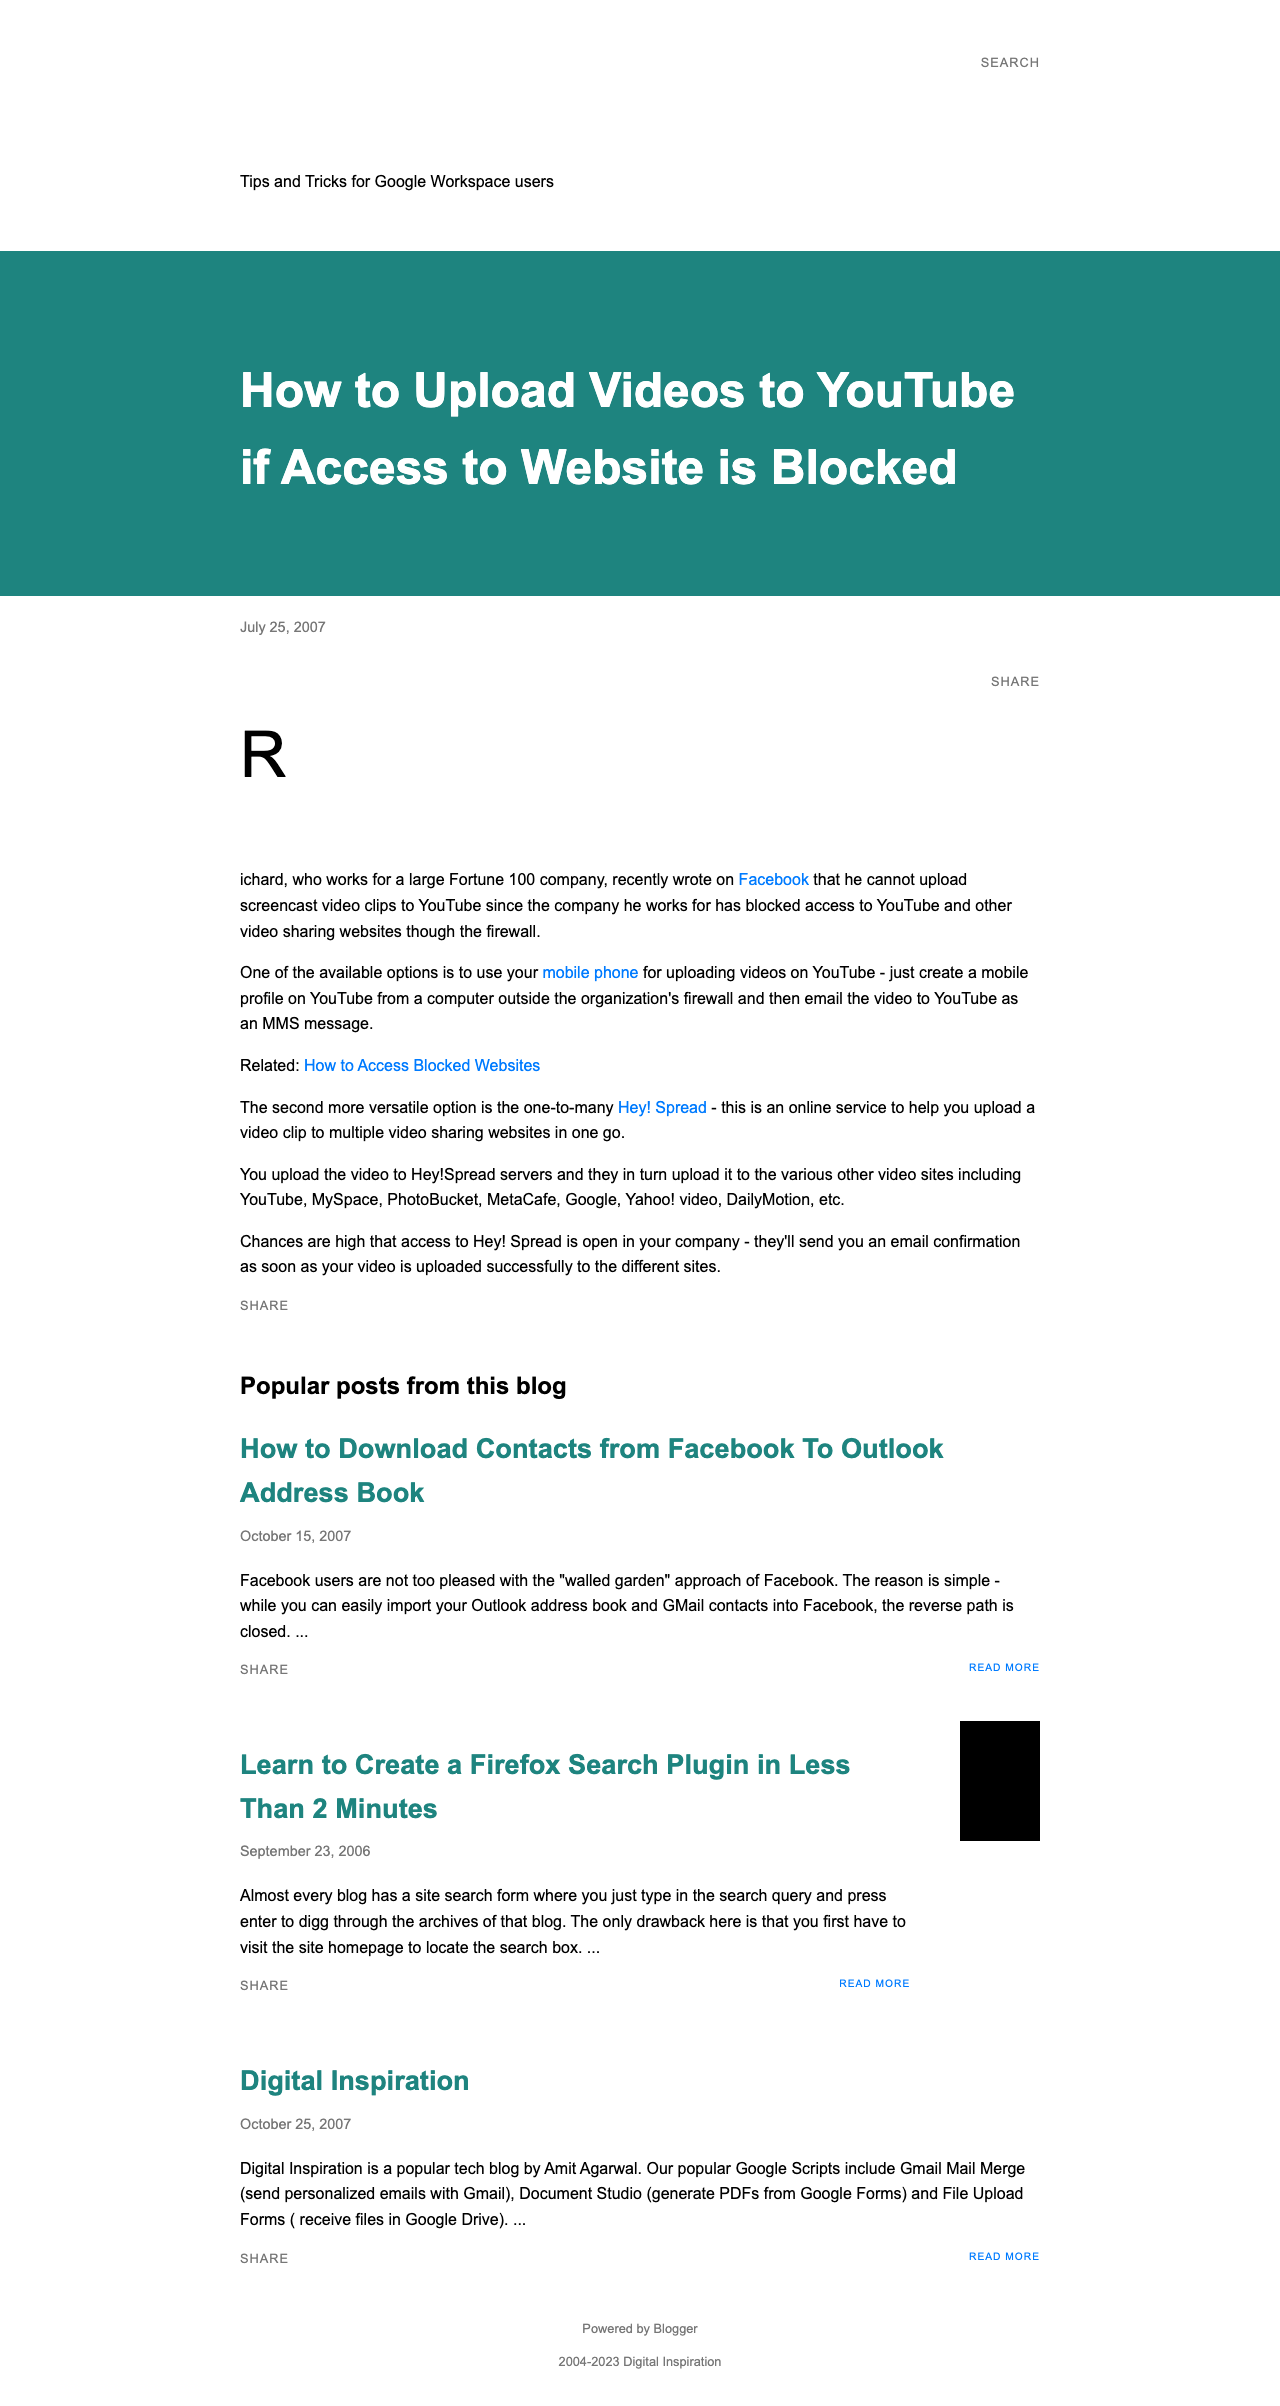 SEARCH
Tips and Tricks for Google Workspace users
How to Upload Videos to YouTube
if Access to Website is Blocked
July 25, 2007
SHARE
R
ichard, who works for a large Fortune 100 company, recently wrote on Facebook that he cannot upload
screencast video clips to YouTube since the company he works for has blocked access to YouTube and other
video sharing websites though the firewall.
One of the available options is to use your mobile phone for uploading videos on YouTube - just create a mobile
profile on YouTube from a computer outside the organization's firewall and then email the video to YouTube as
an MMS message.
Related: How to Access Blocked Websites
The second more versatile option is the one-to-many Hey! Spread - this is an online service to help you upload a
video clip to multiple video sharing websites in one go.
You upload the video to Hey!Spread servers and they in turn upload it to the various other video sites including
YouTube, MySpace, PhotoBucket, MetaCafe, Google, Yahoo! video, DailyMotion, etc.
Chances are high that access to Hey! Spread is open in your company - they'll send you an email confirmation
as soon as your video is uploaded successfully to the different sites.
SHARE
Popular posts from this blog
How to Download Contacts from Facebook To Outlook
Address Book
October 15, 2007
Facebook users are not too pleased with the "walled garden" approach of Facebook. The reason is simple -
while you can easily import your Outlook address book and GMail contacts into Facebook, the reverse path is
closed. ...
SHARE READ MORE
Learn to Create a Firefox Search Plugin in Less
Than 2 Minutes
September 23, 2006
Almost every blog has a site search form where you just type in the search query and press
enter to digg through the archives of that blog. The only drawback here is that you first have to
visit the site homepage to locate the search box. ...
SHARE READ MORE
Digital Inspiration
October 25, 2007
Digital Inspiration is a popular tech blog by Amit Agarwal. Our popular Google Scripts include Gmail Mail Merge
(send personalized emails with Gmail), Document Studio (generate PDFs from Google Forms) and File Upload
Forms ( receive files in Google Drive). ...
SHARE READ MORE
Powered by Blogger
2004-2023 Digital Inspiration